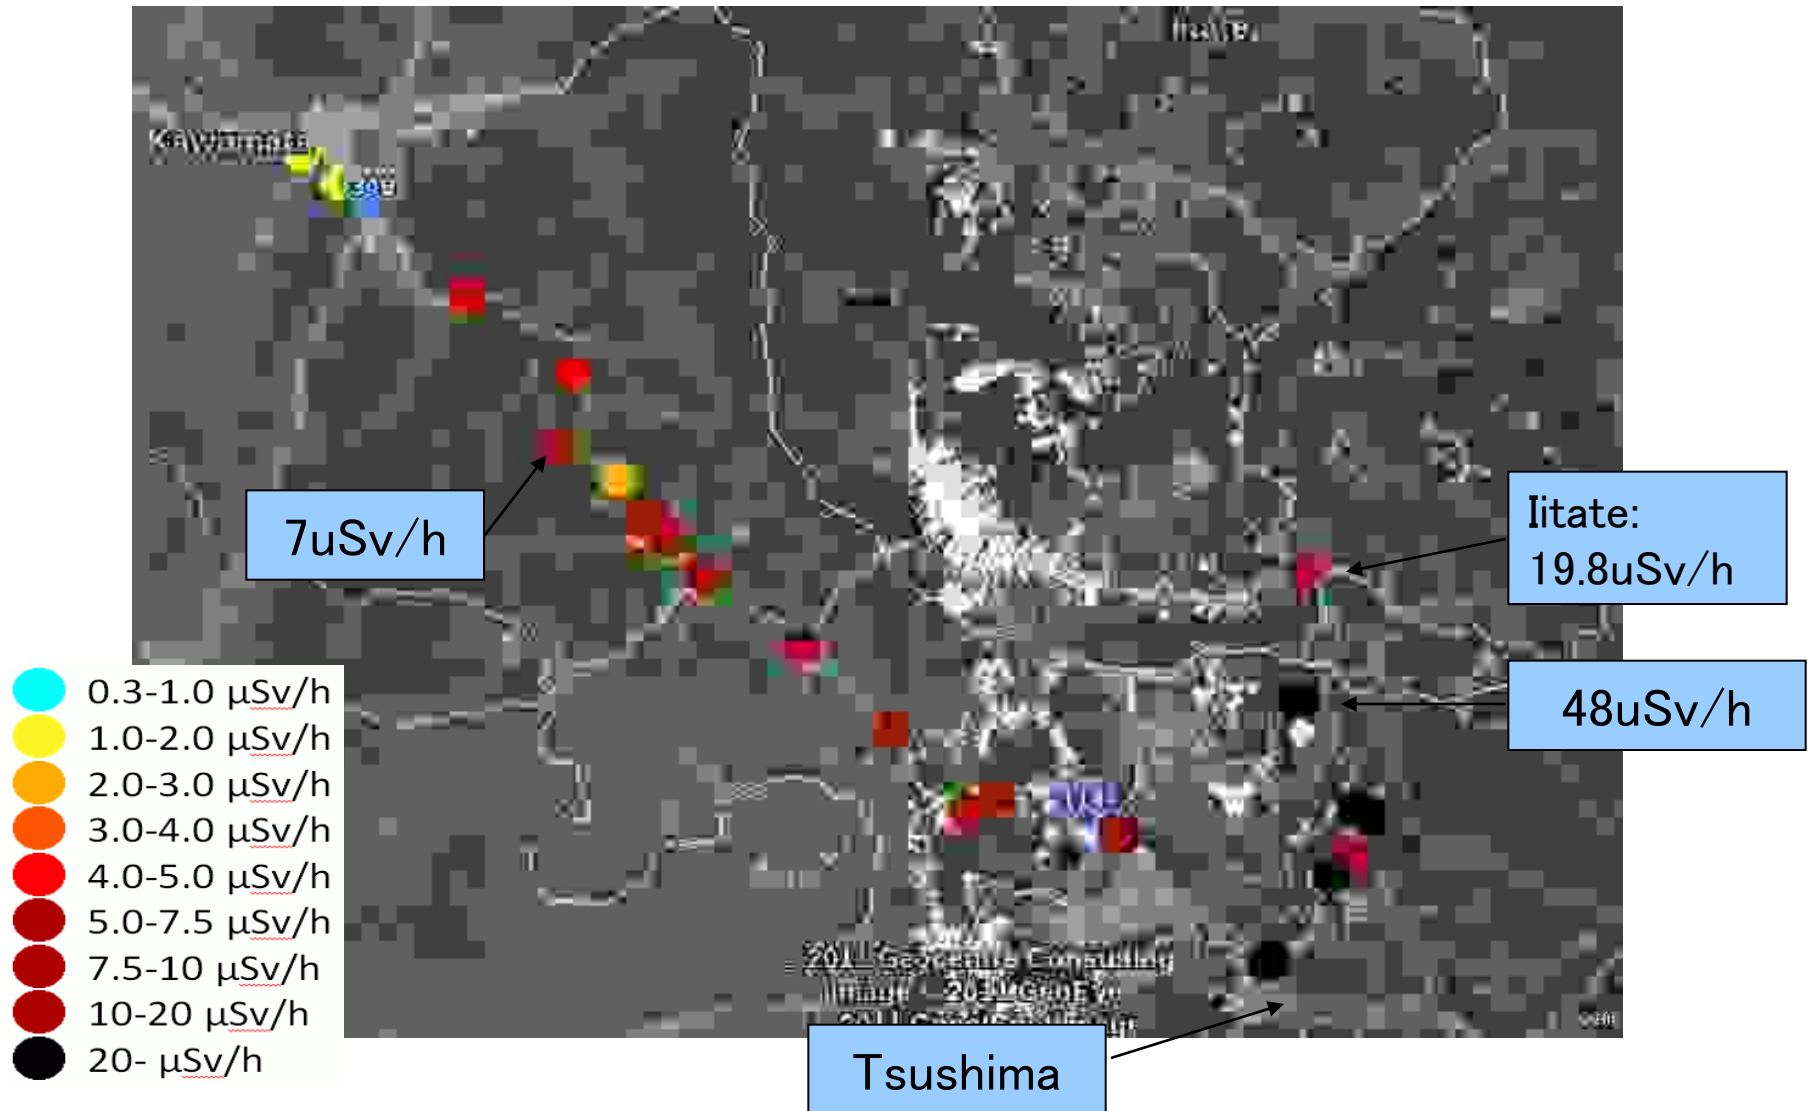 7uSv/h
Iitate:
19.8uSv/h
48uSv/h
0.3-1.0 μSv/h
1.0-2.0 μSv/h
2.0-3.0 μSv/h
3.0-4.0 μSv/h
4.0-5.0 μSv/h
5.0-7.5 μSv/h
7.5-10 μSv/h
10-20 μSv/h
20- μSv/h
Tsushima